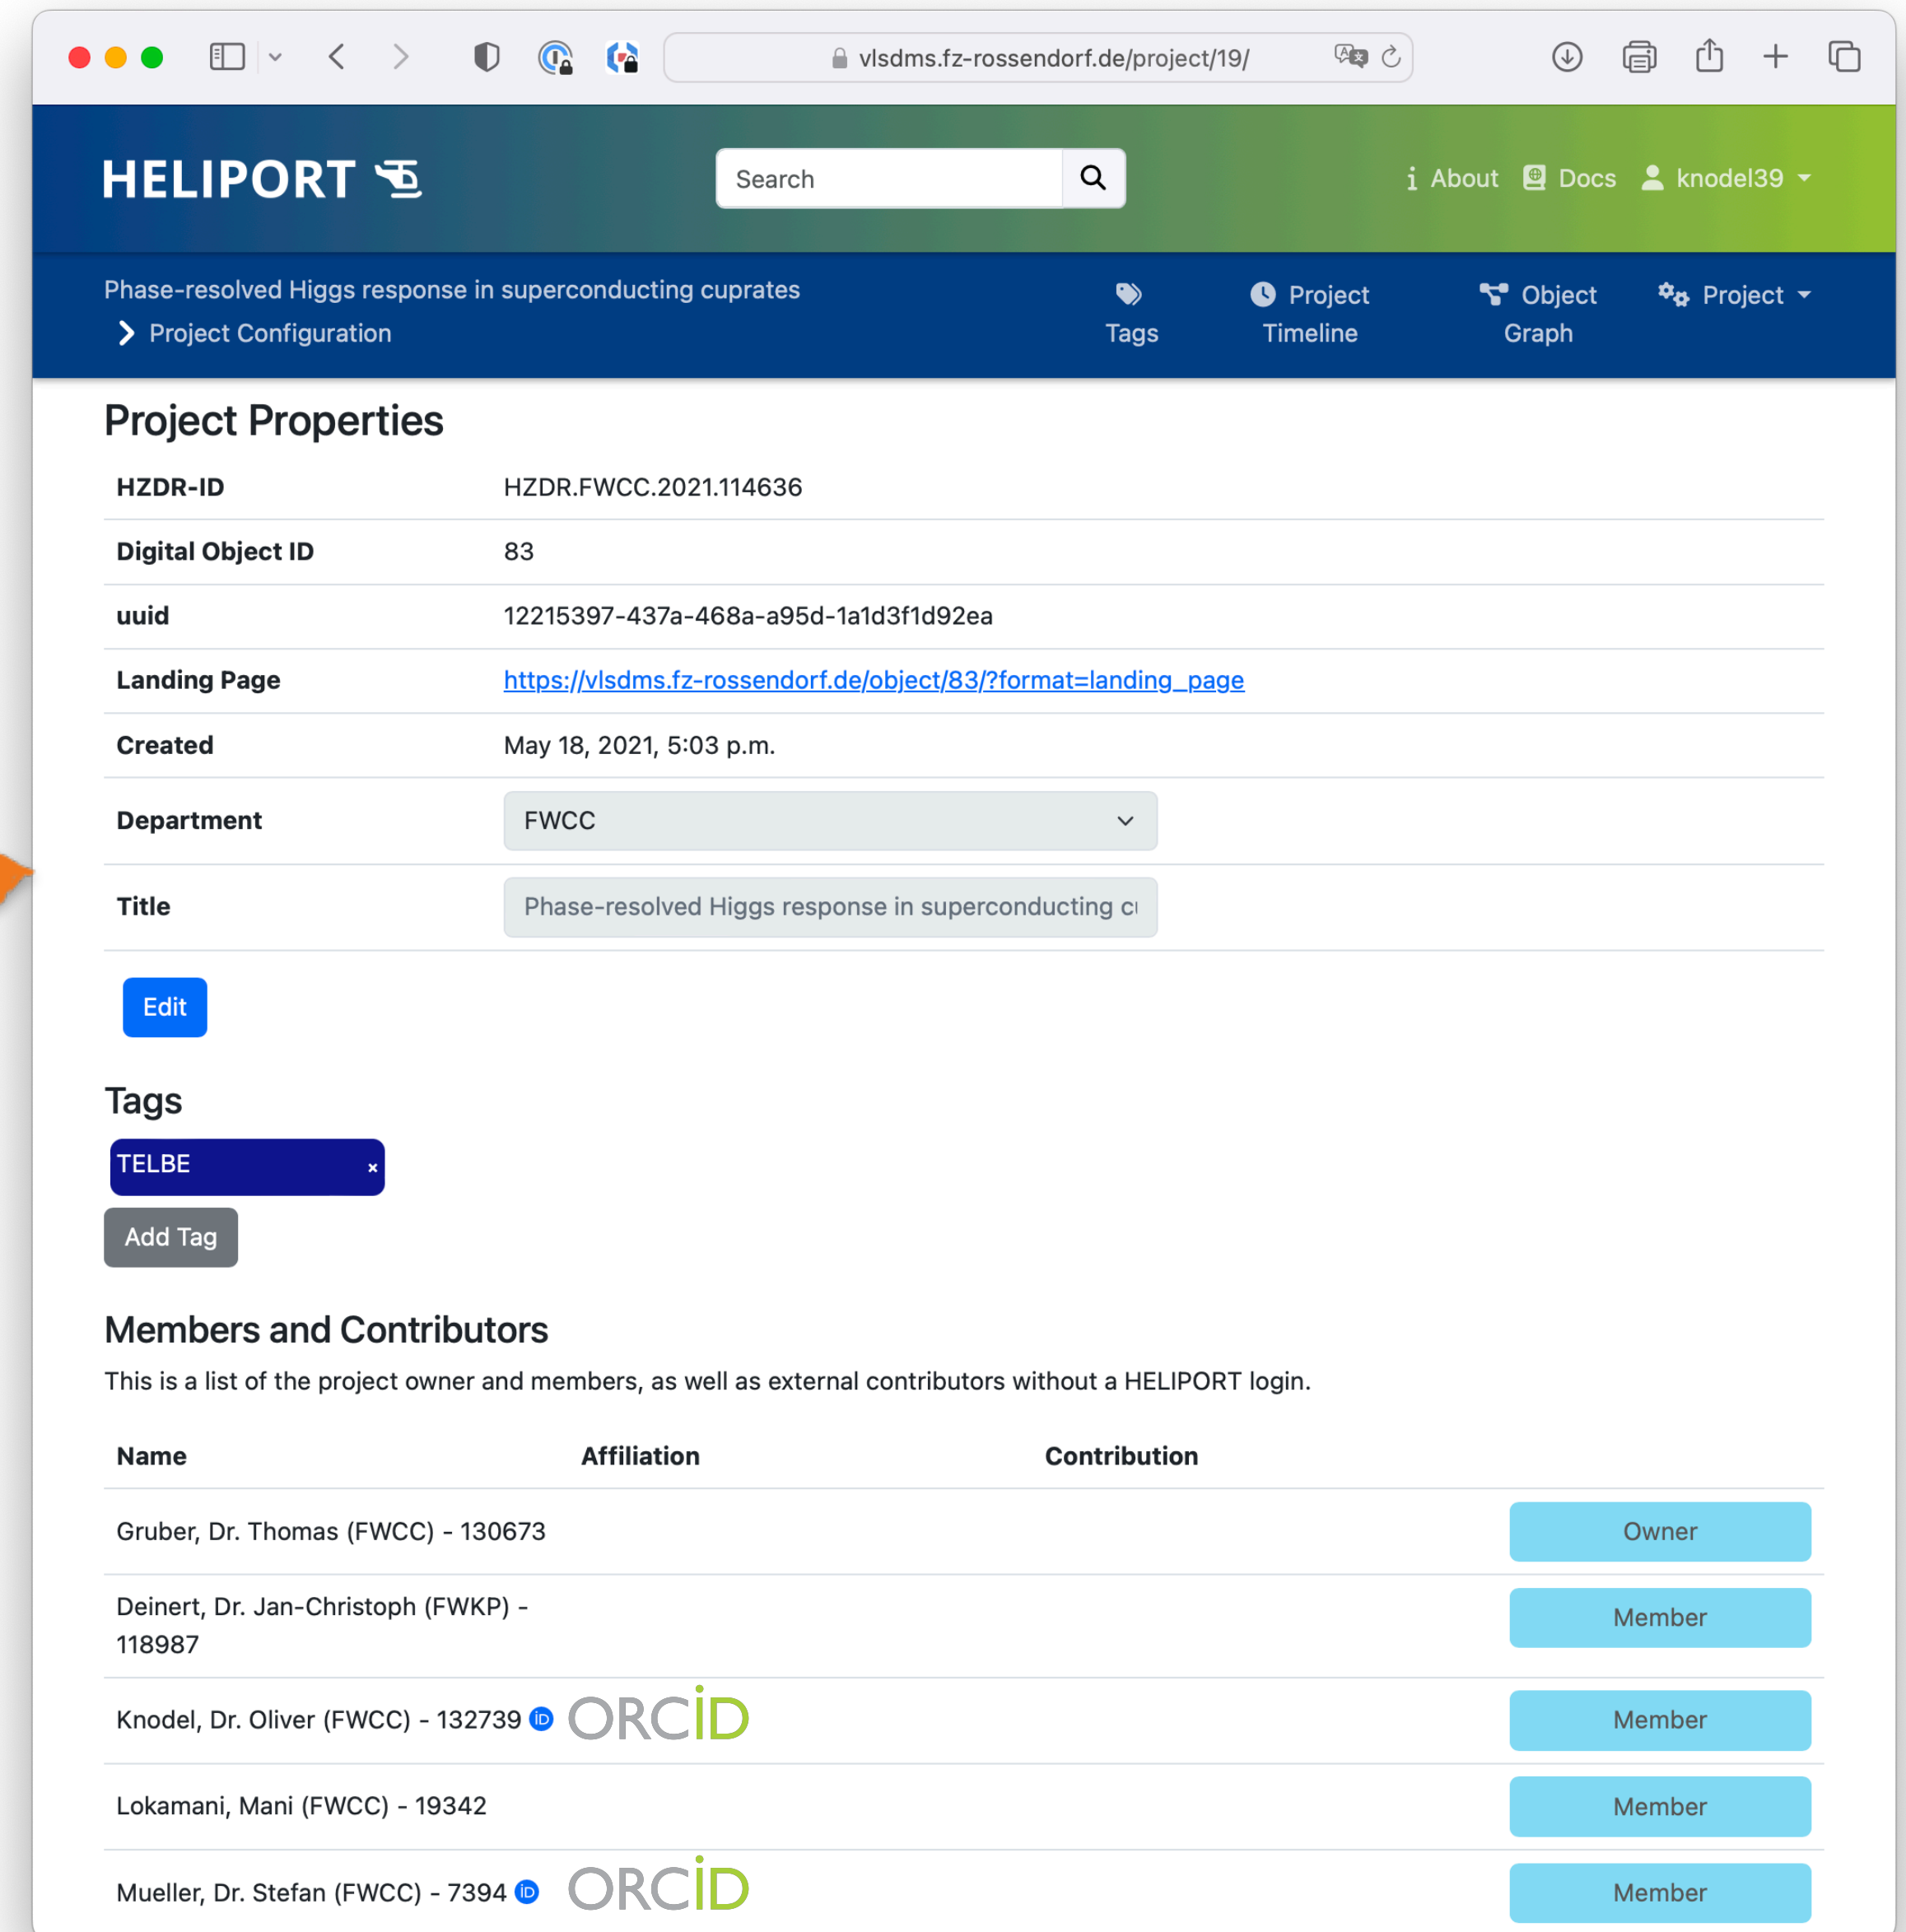 vlsdms.fz-rossendorf.de/project/19/
HELIPORT
Search
About Docs knodel39
Phase-resolved Higgs response in superconducting cuprates
Project Configuration
Tags
Project Timeline
Object Graph
Project
Project Properties
HZDR-ID HZDR.FWCC.2021.114636
Digital Object ID 83
uuid 12215397-437a-468a-a95d-1a1d3f1d92ea
Landing Page https://vlsdms.fz-rossendorf.de/object/83/?format=landing_page
Created May 18, 2021, 5:03 p.m.
Department FWCC
Title Phase-resolved Higgs response in superconducting
Edit
Tags
TELBE ×
Add Tag
Members and Contributors
This is a list of the project owner and members, as well as external contributors without a HELIPORT login.
Name Affiliation Contribution
Gruber, Dr. Thomas (FWCC) - 130673 Owner
Deinert, Dr. Jan-Christoph (FWKP) -
118987 Member
Knodel, Dr. Oliver (FWCC) - 132739 iD ORCiD Member
Lokamani, Mani (FWCC) - 19342 Member
Mueller, Dr. Stefan (FWCC) - 7394 iD ORCiD Member